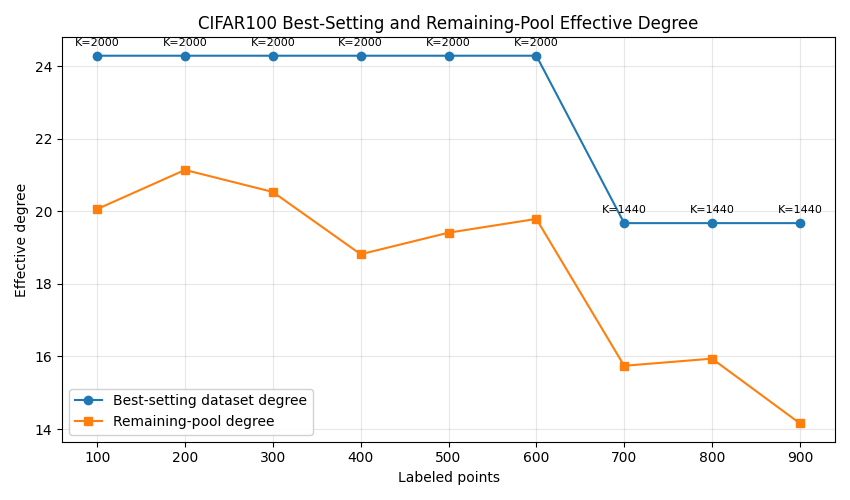 CIFAR100 Best-Setting and Remaining-Pool Effective Degree
K=2000 K=2000 K=2000 K=2000 K=2000 K=2000
K=1440 K=1440 K=1440
24
22
20
18
16
14
Effective degree
Best-setting dataset degree
Remaining-pool degree
100 200 300 400 500 600 700 800 900
Labeled points